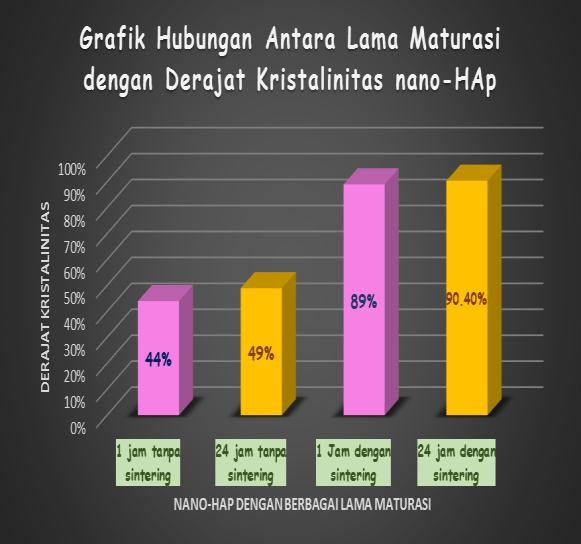 Grafik Hubungan Antara Lama Maturasi
dengan Derajat Kristalinitas nano-HAp
DERAJAT KRISTALINITAS
100%
90%
80%
70%
60%
50%
40%
30%
20%
10%
0%
44%
49%
89%
90.40%
1 jam tanpa
sintering
24 jam tanpa
sintering
1 Jam dengan
sintering
24 jam dengan
sintering
NANO-HAP DENGAN BERBAGAI LAMA MATURASI